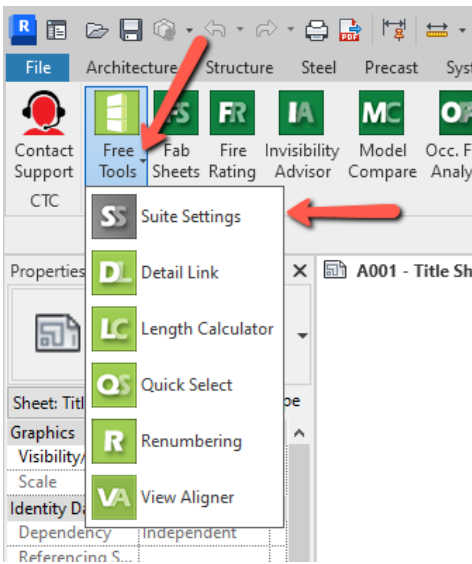 R
File Architecture Structure Steel Precast Sys
FS FR IA MC
Contact Free Fab Fire Invisibility Model Occ. F
Support Tools Sheets Rating Advisor Compare Analy
CTC
SS Suite Settings
Properties
A001 - Title Sh
DL Detail Link
LC Length Calculator
QS Quick Select
Sheet: Titl pe
Graphics
R Renumbering
Visibility/
Scale
VA View Aligner
Identity Da
Dependency Independent
Referencing S...